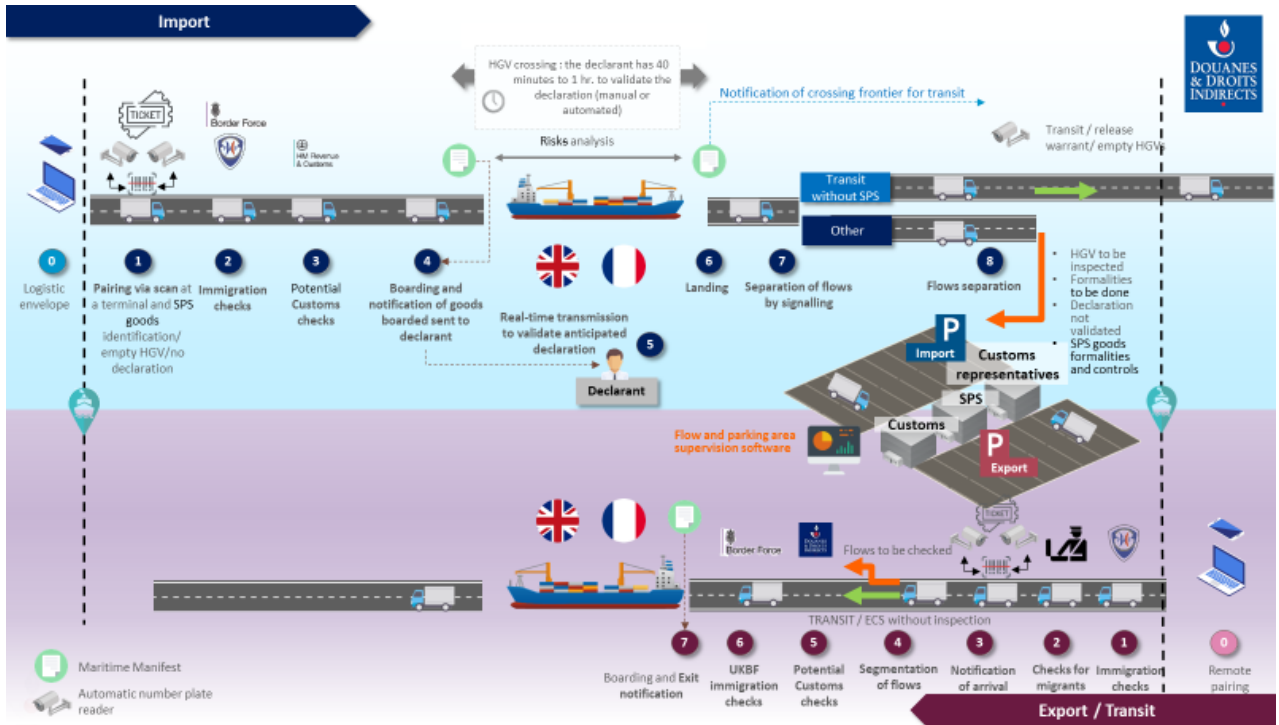 Import
HGV crossing : the declarant has 40
minutes to 1 hr. to validate the
declaration (manual or
automated)
DOUANES
& DROITS
INDIRECTS
Notification of crossing frontier for transit
TICKET
Border Force
HM Revenue
& Customs
Risks analysis
Transit / release
warrant/ empty HGVs
Transit
without SPS
Other
0
1
2
3
4
6
7
8
Logistic
envelope
Pairing via scan at
a terminal and SPS
goods
identification/
empty HGV/no
declaration
Immigration
checks
Potential
Customs
checks
Boarding and
notification of goods
boarded sent to
declarant
Real-time transmission
to validate anticipated
declaration
5
Declarant
Landing
Separation of flows
by signalling
Flows separation
• HGV to be
inspected
• Formalities
to be done
• Declaration
not
validated
• SPS goods
formalities
and controls
P
Import
Customs
representatives
SPS
Customs
P
Export
Flow and parking area
supervision software
TICKET
Border Force
DOUANES
& DROITS
INDIRECTS
Flows to be checked
TRANSIT / ECS without inspection
7
6
5
4
3
2
1
0
Boarding and Exit
notification
UKBF
immigration
checks
Potential
Customs
checks
Segmentation
of flows
Notification
of arrival
Checks for
migrants
Immigration
checks
Remote
pairing
Maritime Manifest
Automatic number plate
reader
Export / Transit